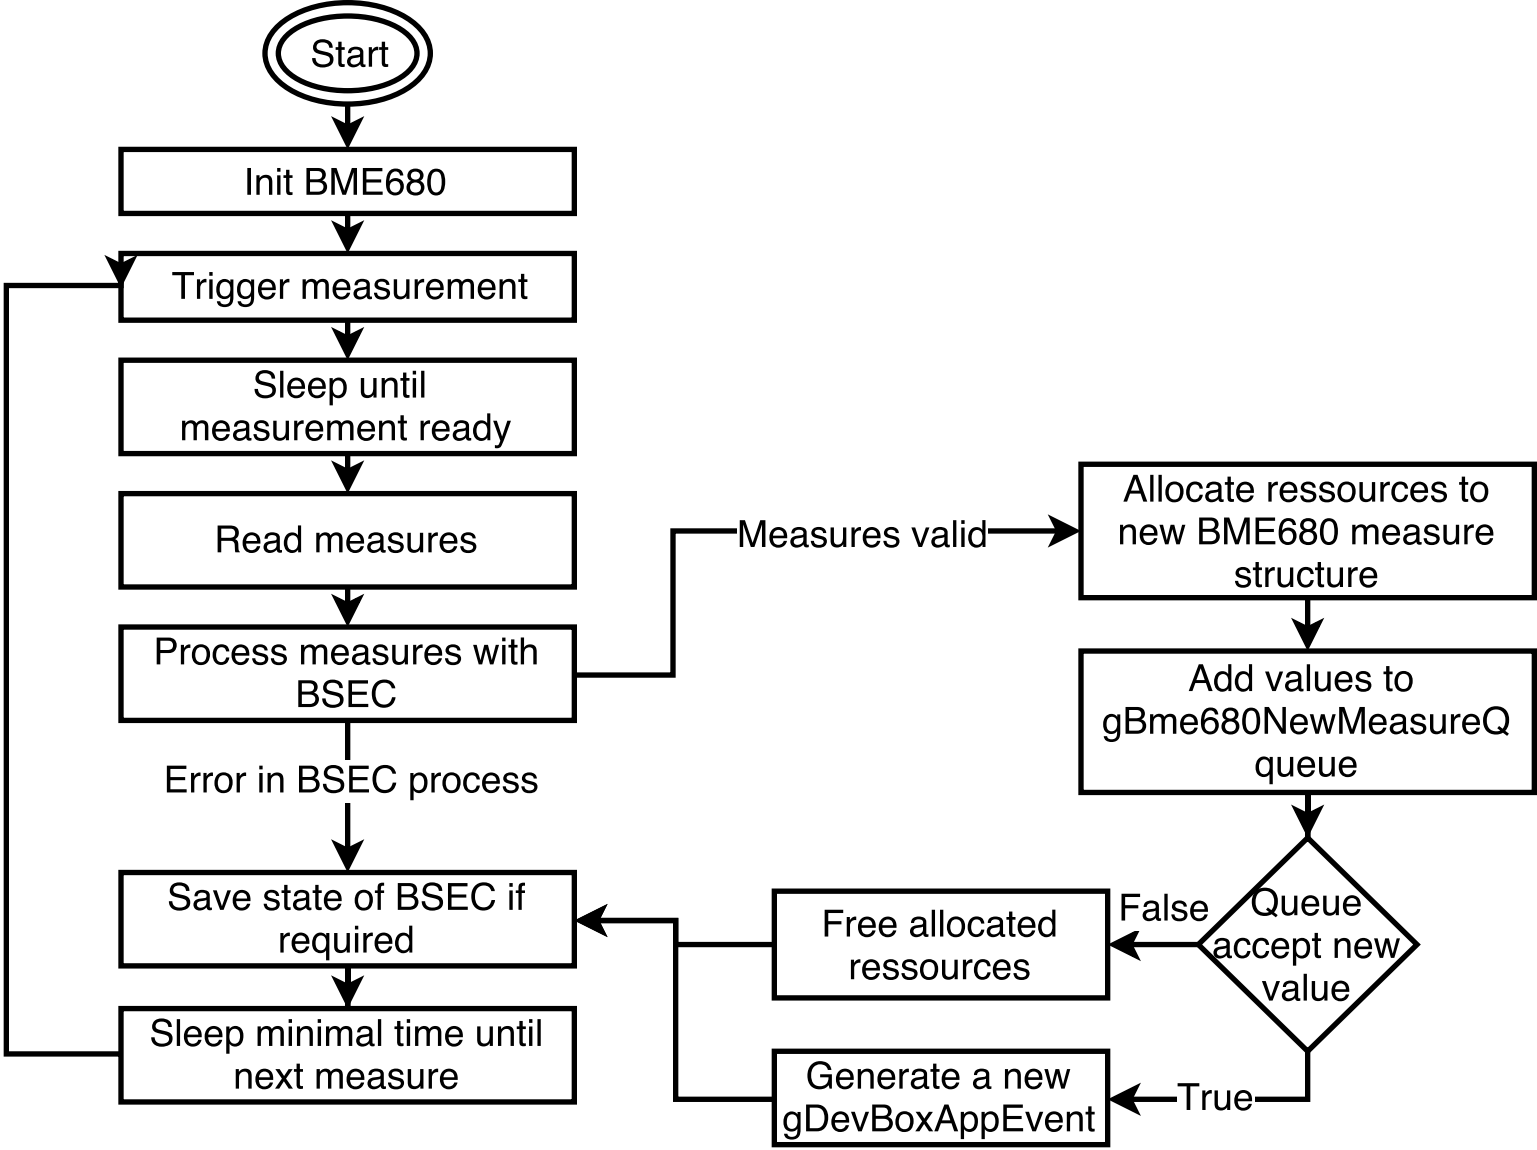 Start
Init BME680
Trigger measurement
Sleep until
measurement ready
Read measures
Process measures with
BSEC
Error in BSEC process
Save state of BSEC if
required
Sleep minimal time until
next measure
Measures valid
Allocate ressources to
new BME680 measure
structure
Add values to
gBme680NewMeasureQ
queue
Queue
accept new
value
False
Free allocated
ressources
True
Generate a new
gDevBoxAppEvent